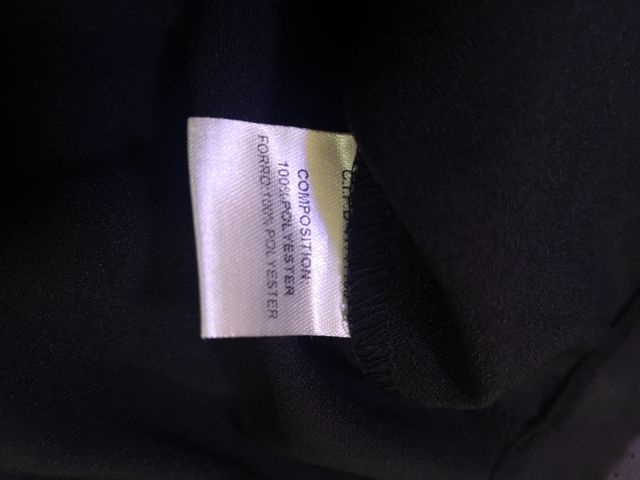 COMPOSITION:
100%POLYESTER
FORRO:100% POLYESTER